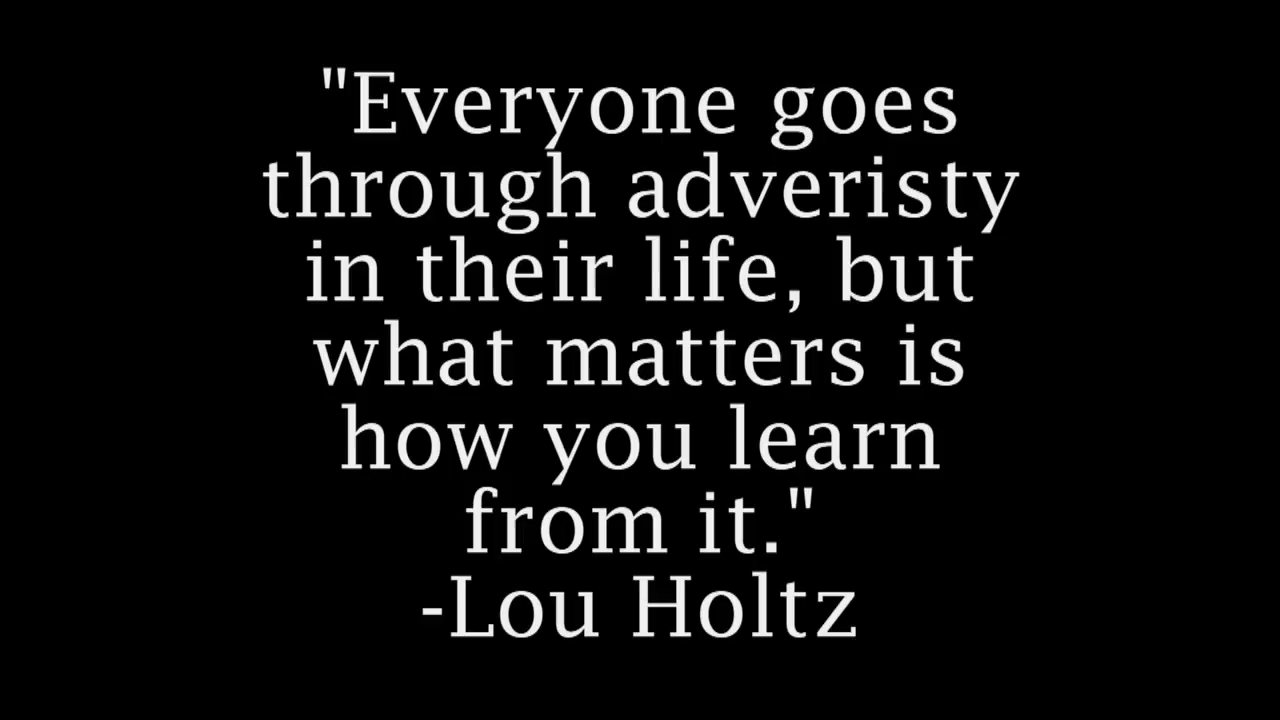 "Everyone goes
through adveristy
in their life, but
what matters is
how you learn
from it."
-Lou Holtz